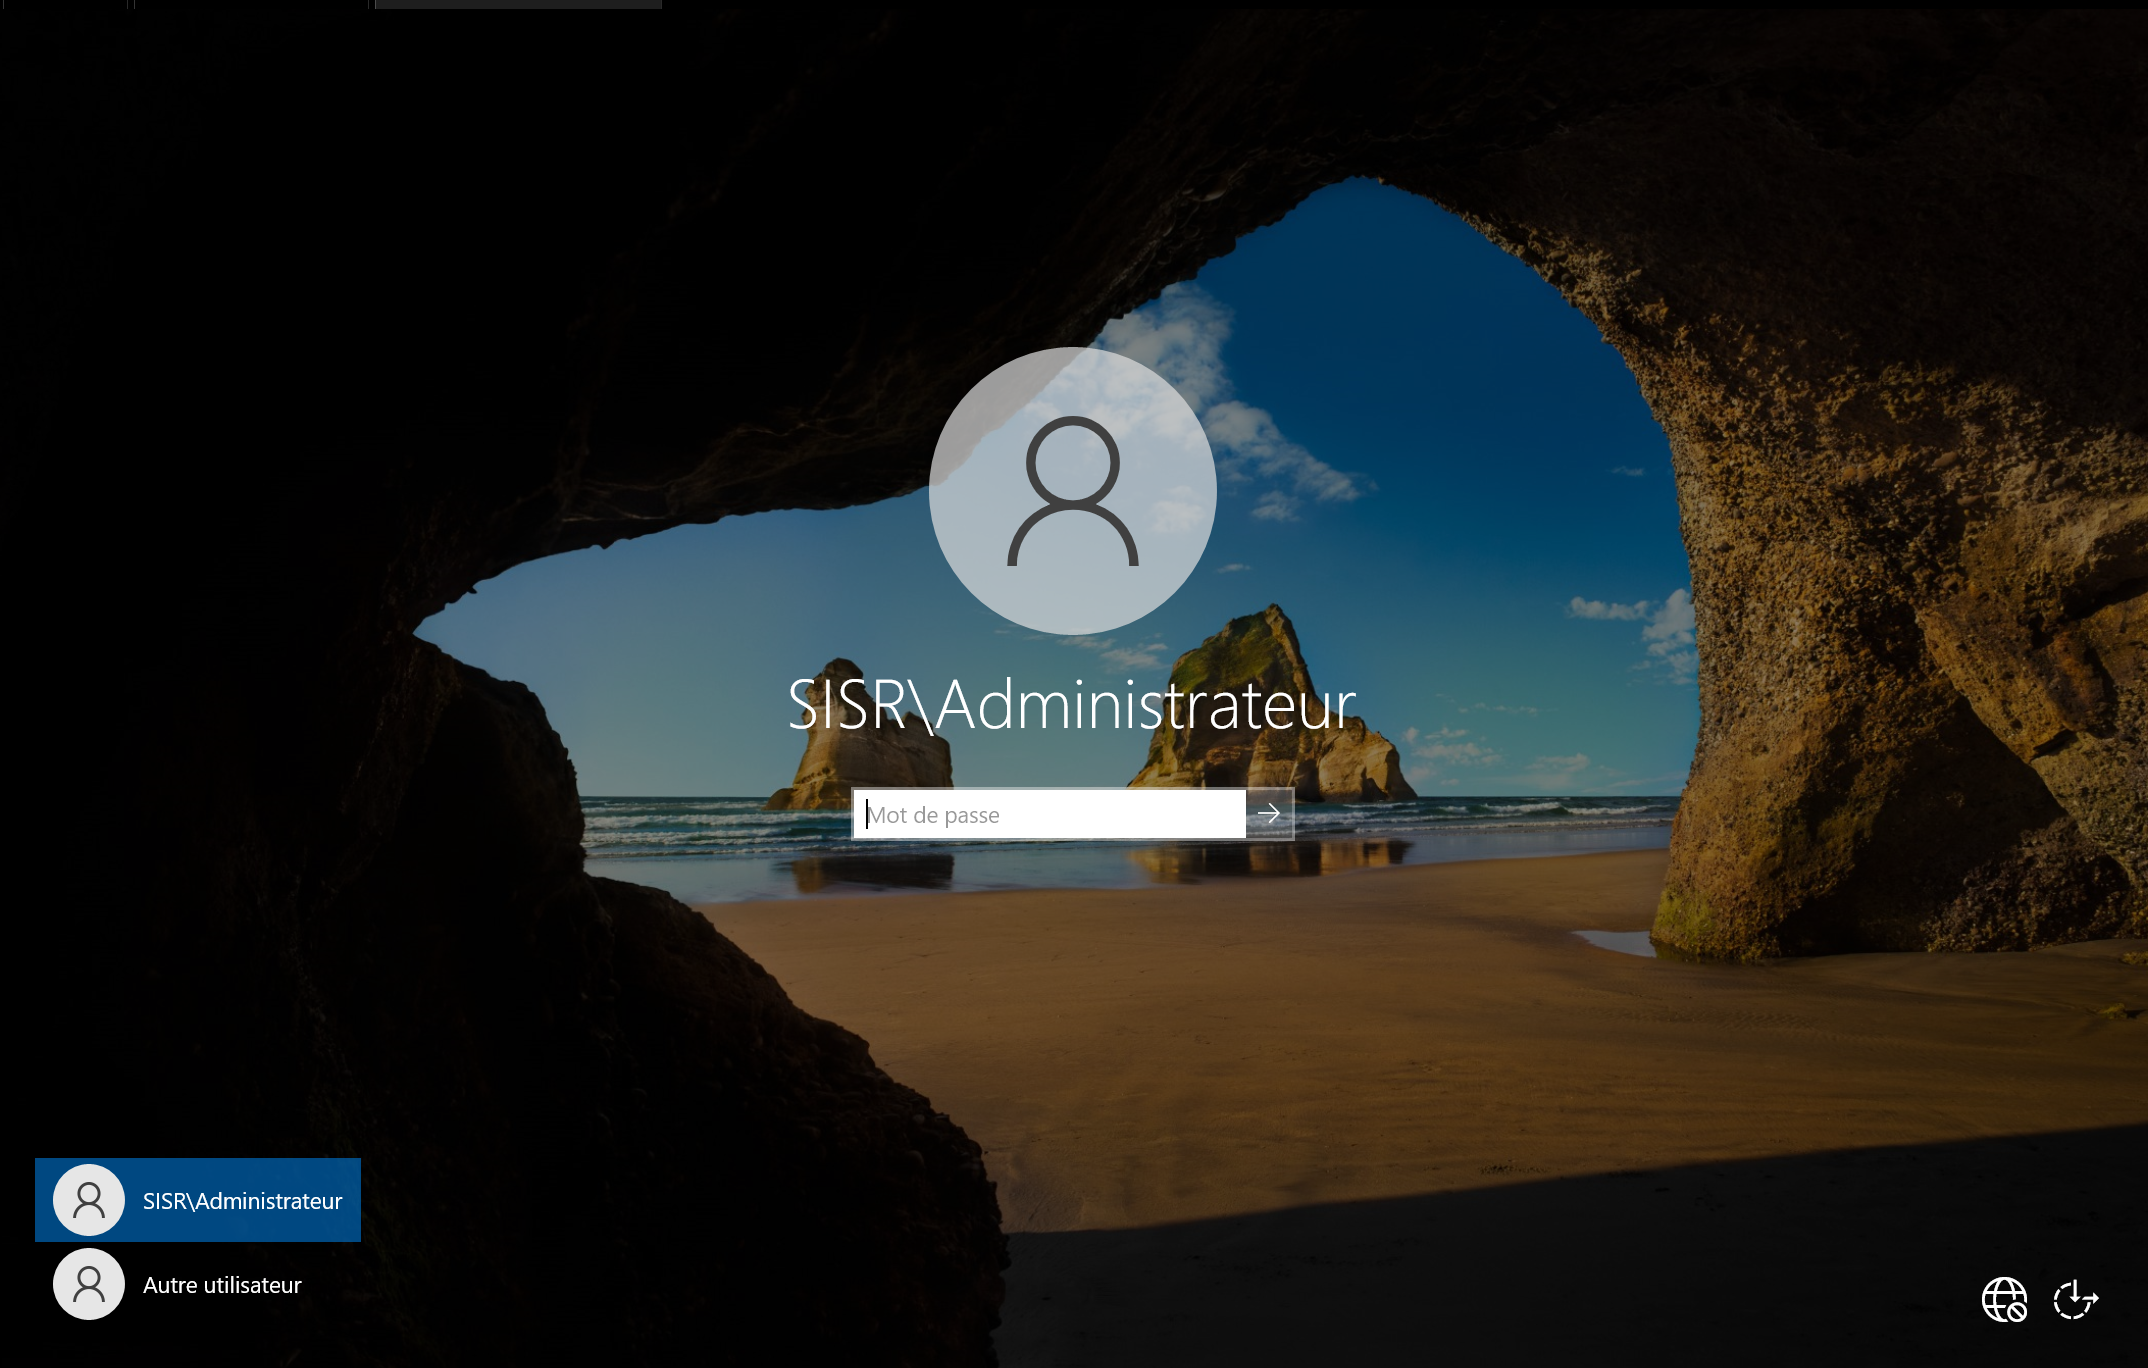 SISR\Administrateur
Mot de passe
SISR\Administrateur
Autre utilisateur